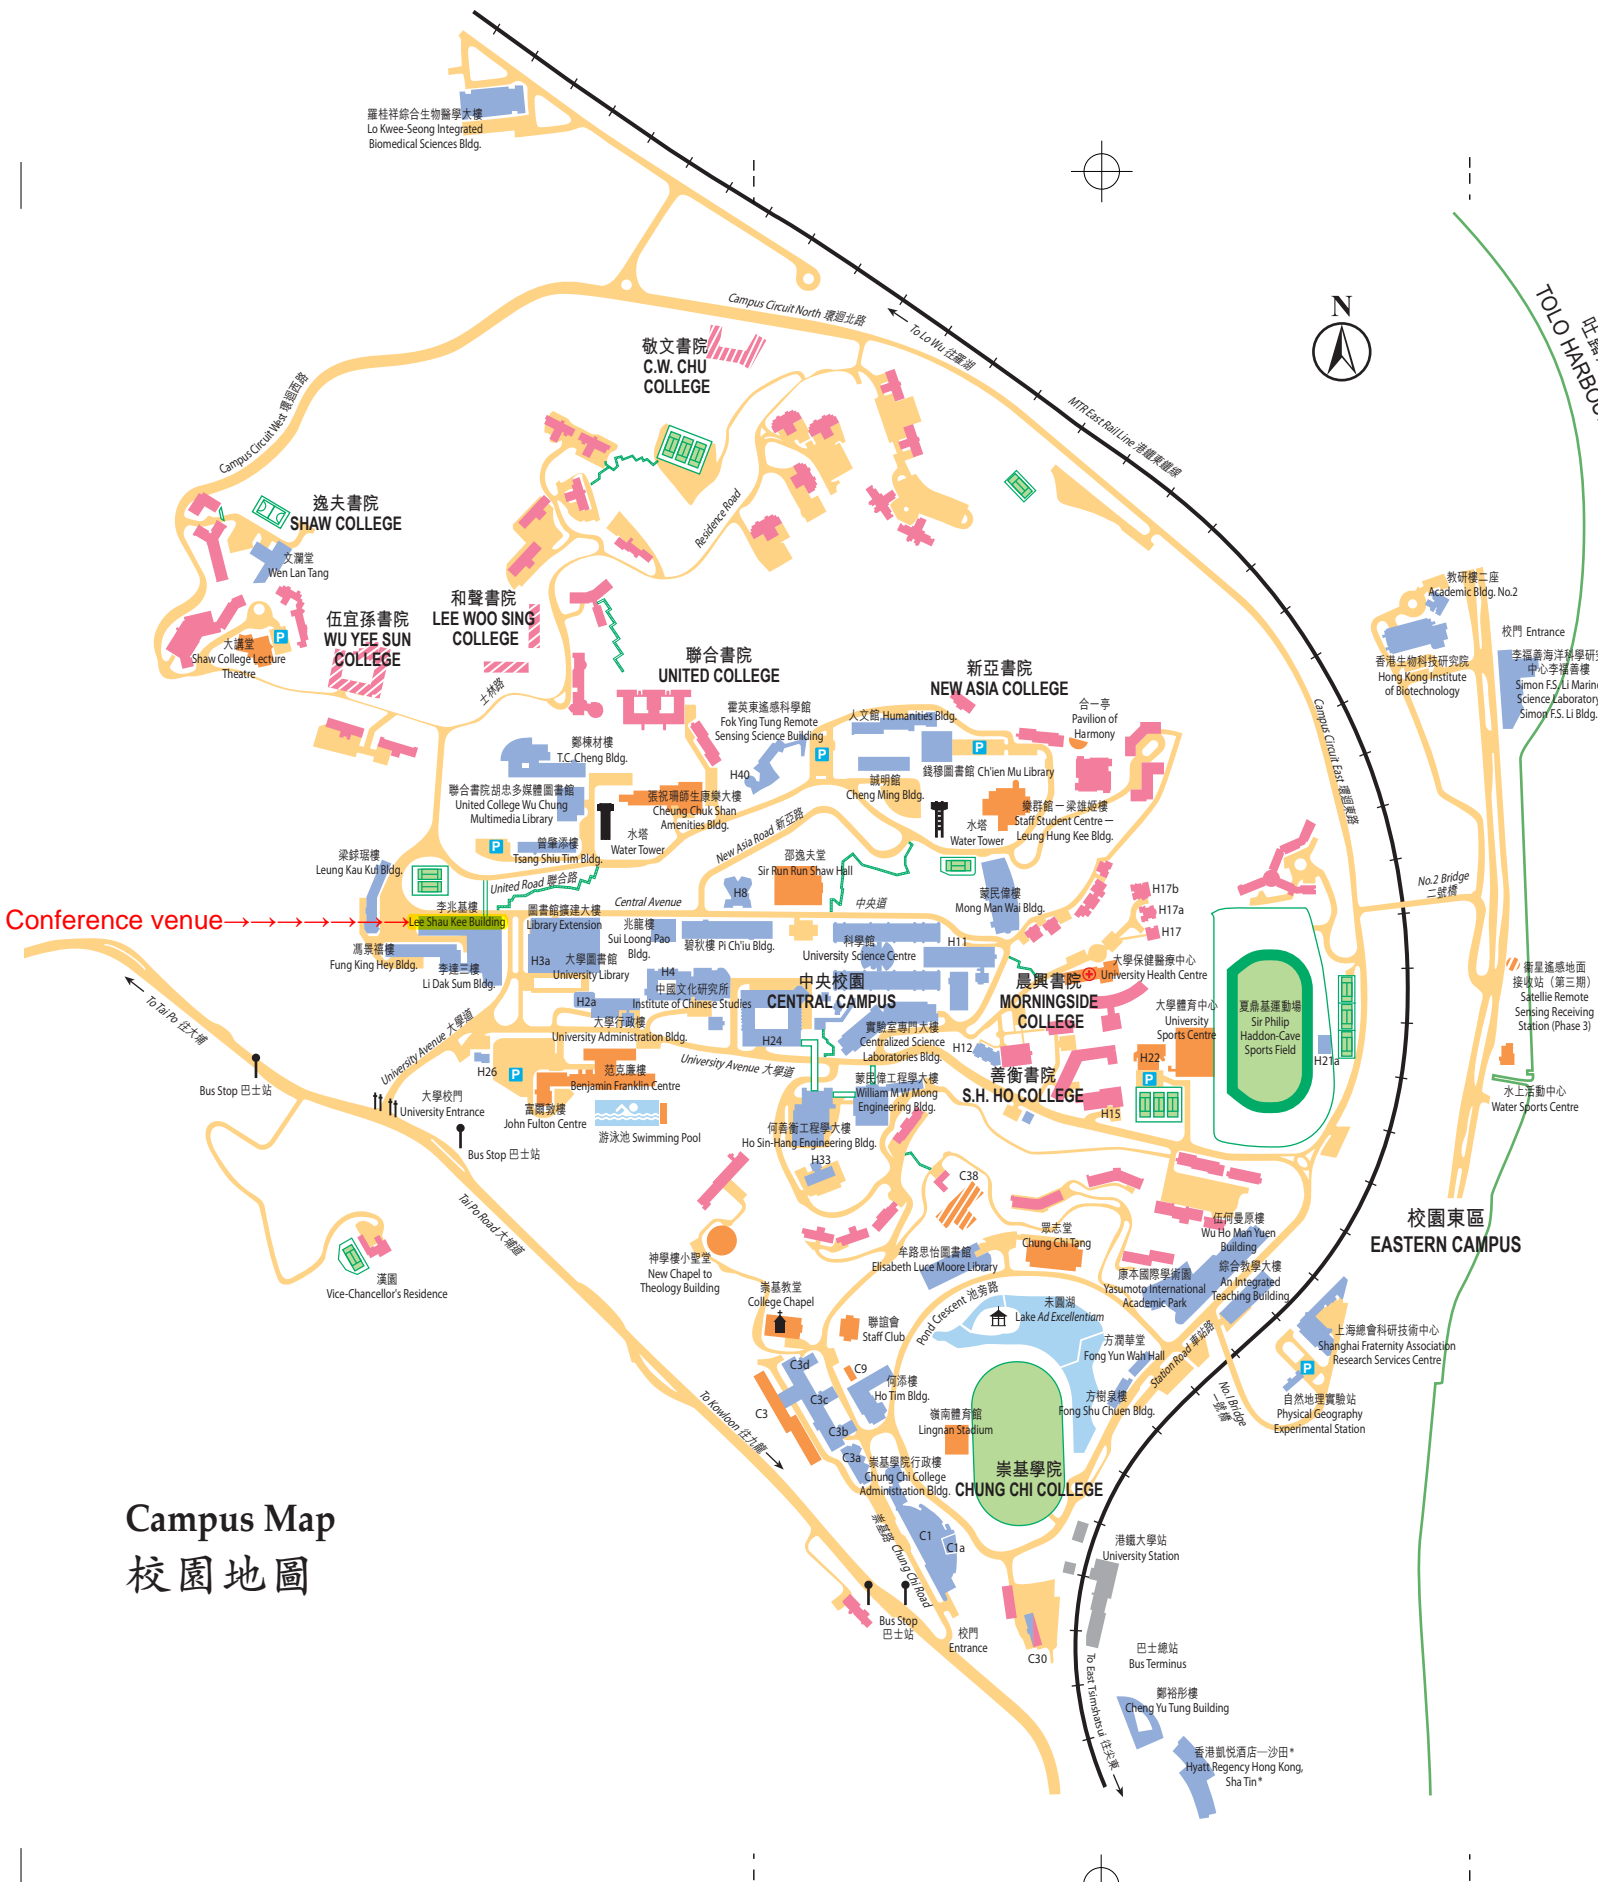 羅桂祥綜合生物醫學大樓
Lo Kwee-Seong Integrated
Biomedical Sciences Bldg.
N
吐露
TOLO HARBOU
Campus Circuit North 環迴北路
To Lo Wu 往羅湖
MTR East Rail Line 港鐵東鐵線
敬文書院
C.W. CHU
COLLEGE
Campus Circuit West 環迴西路
逸夫書院
SHAW COLLEGE
文瀾堂
Wen Lan Tang
Residence Road
和聲書院
LEE WOO SING
COLLEGE
伍宜孫書院
WU YEE SUN
COLLEGE
P
大講堂
Shaw College Lecture
Theatre
士林路
聯合書院
UNITED COLLEGE
新亞書院
NEW ASIA COLLEGE
教研樓二座
Academic Bldg. No.2
校門 Entrance
香港生物科技研究院
Hong Kong Institute
of Biotechnology
李福善海洋科學研究
中心李福善樓
Simon F.S. Li Marine
Science Laboratory
Simon F.S. Li Bldg.
霍英東遙感科學館
Fok Ying Tung Remote
Sensing Science Building
人文館 Humanities Bldg.
合一亭
Pavilion of
Harmony
Campus Circuit East 環迴東路
鄭棟材樓
T.C. Cheng Bldg.
H40
P
P
誠明館
Cheng Ming Bldg.
錢穆圖書館 Ch'ien Mu Library
聯合書院胡忠多媒體圖書館
United College Wu Chung
Multimedia Library
張祝珊師生康樂大樓
Cheung Chuk Shan
Amenities Bldg.
樂群館－梁雄姬樓
Staff Student Centre －
Leung Hung Kee Bldg.
水塔
Water Tower
水塔
Water Tower
P
曾肇添樓
Tsang Shiu Tim Bldg.
New Asia Road 新亞路
梁銶琚樓
Leung Kau Kui Bldg.
邵逸夫堂
Sir Run Run Shaw Hall
United Road 聯合路
H8
蒙民偉樓
Mong Man Wai Bldg.
H17b
H17a
H17
No.2 Bridge
二號橋
Conference venue→→→→→→→
李兆基樓
Lee Shau Kee Building
圖書館擴建大樓
Library Extension
Central Avenue
中央道
兆龍樓
Sui Loong Pao
Bldg.
碧秋樓 Pi Ch'iu Bldg.
科學館
University Science Centre
H11
馮景禧樓
Fung King Hey Bldg.
李達三樓
Li Dak Sum Bldg.
H3a
大學圖書館
University Library
H4
中國文化研究所
Institute of Chinese Studies
中央校園
CENTRAL CAMPUS
大學保健醫療中心
University Health Centre
晨興書院
MORNINGSIDE
COLLEGE
大學體育中心
University
Sports Centre
夏鼎基運動場
Sir Philip
Haddon-Cave
Sports Field
衞星遙感地面
接收站（第三期）
Satellie Remote
Sensing Receiving
Station (Phase 3)
To Tai Po 往大埔
H2a
大學行政樓
University Administration Bldg.
H24
實驗室專門大樓
Centralized Science
Laboratories Bldg.
H12
H22
H21a
University Avenue 大學道
University Avenue 大學道
H26
P
范克廉樓
Benjamin Franklin Centre
Bus Stop 巴士站
大學校門
University Entrance
富爾敦樓
John Fulton Centre
游泳池 Swimming Pool
蒙民偉工程學大樓
William M W Mong
Engineering Bldg.
善衡書院
S.H. HO COLLEGE
P
H15
水上活動中心
Water Sports Centre
Bus Stop 巴士站
何善衡工程學大樓
Ho Sin-Hang Engineering Bldg.
H33
C38
Tai Po Road 大埔道
眾志堂
Chung Chi Tang
伍何曼原樓
Wu Ho Man Yuen
Building
校園東區
EASTERN CAMPUS
神學樓小聖堂
New Chapel to
Theology Building
牟路思怡圖書館
Elisabeth Luce Moore Library
康本國際學術園
Yasumoto International
Academic Park
綜合教學大樓
An Integrated
Teaching Building
漢園
Vice-Chancellor's Residence
崇基教堂
College Chapel
Pond Crescent 池旁路
未圓湖
Lake Ad Excellentiam
聯誼會
Staff Club
方潤華堂
Fong Yun Wah Hall
Station Road 車站路
上海總會科研技術中心
Shanghai Fraternity Association
Research Services Centre
P
C3d
C9
何添樓
Ho Tim Bldg.
方樹泉樓
Fong Shu Chuen Bldg.
No.1 Bridge
一號橋
自然地理實驗站
Physical Geography
Experimental Station
C3
C3c
C3b
C3a
嶺南體育館
Lingnan Stadium
To Kowloon 往九龍
崇基學院行政樓
Chung Chi College
Administration Bldg.
崇基學院
CHUNG CHI COLLEGE
Campus Map
校園地圖
C1
C1a
崇基路 Chung Chi Road
港鐵大學站
University Station
Bus Stop
巴士站
校門
Entrance
C30
巴士總站
Bus Terminus
To East Tsimshatsui 往尖東
鄭裕彤樓
Cheng Yu Tung Building
香港凱悦酒店—沙田*
Hyatt Regency Hong Kong,
Sha Tin*